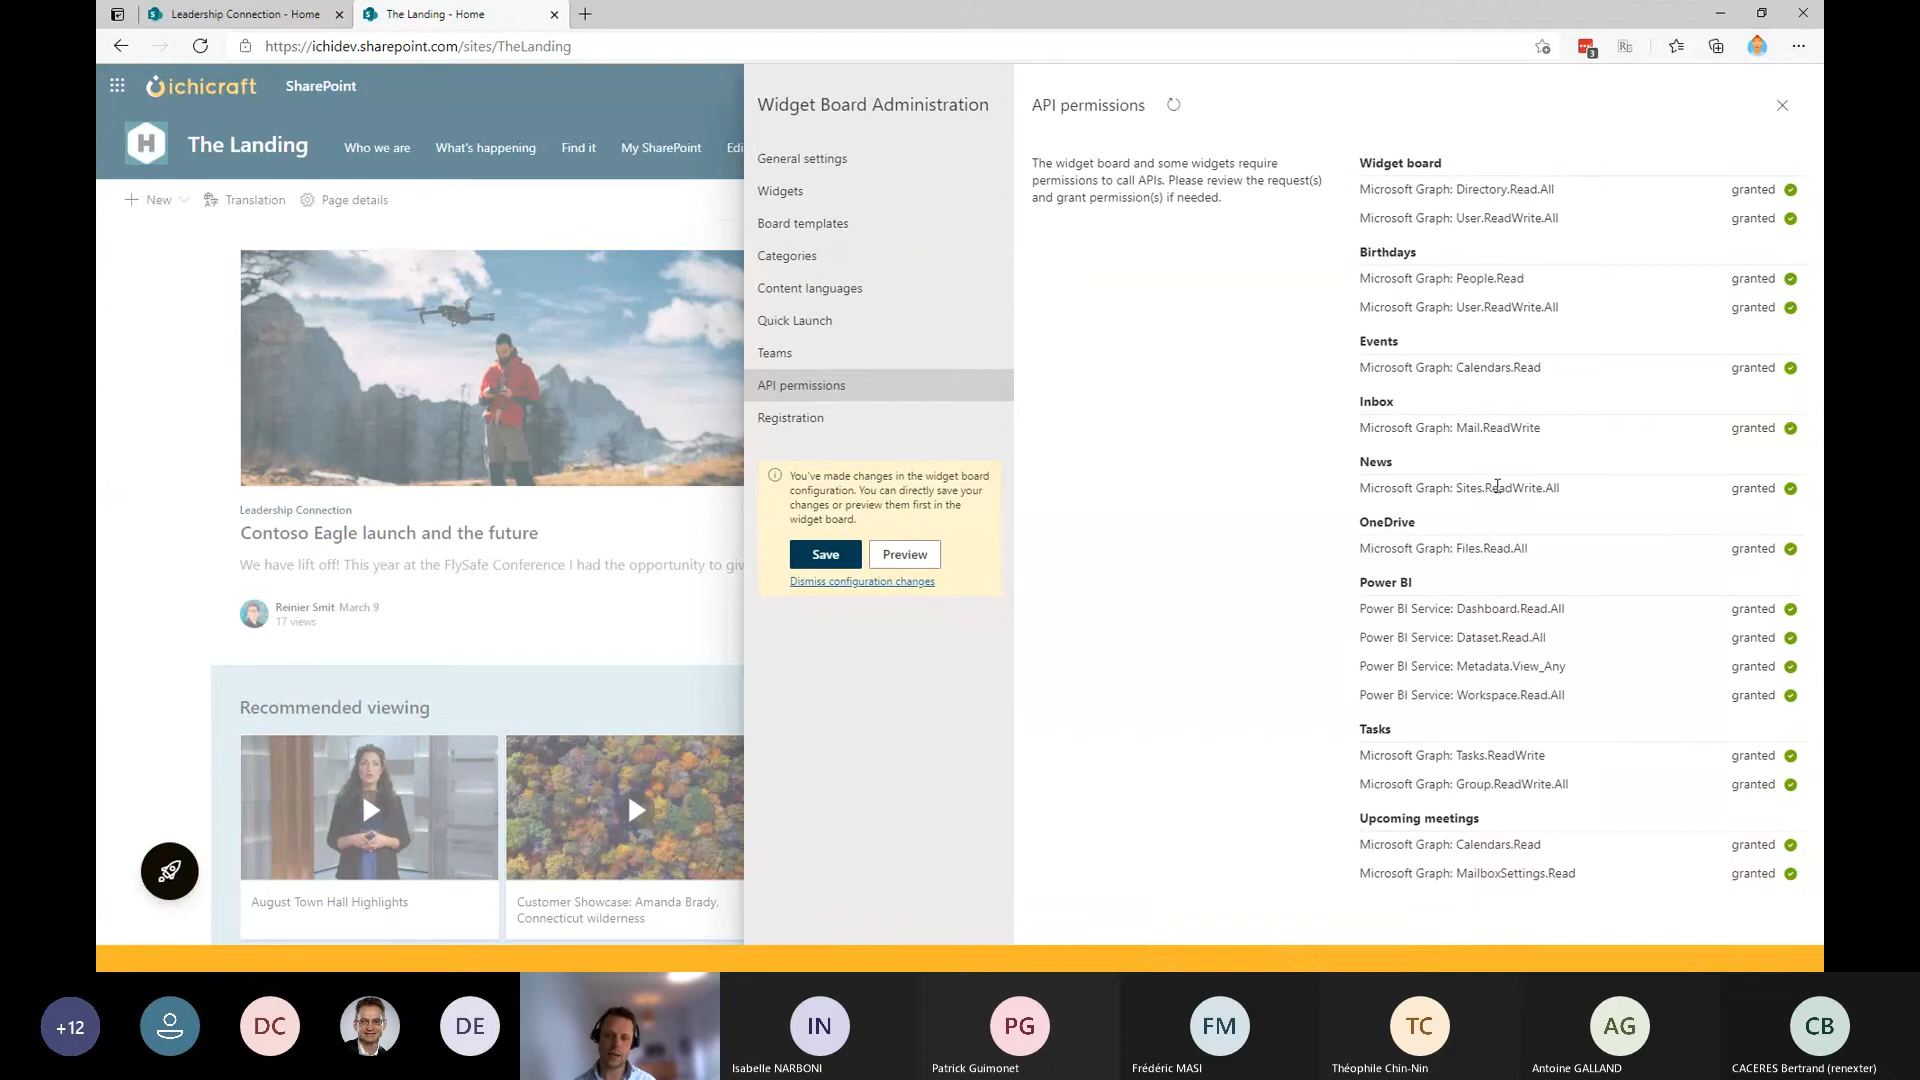 Leadership Connection - Home
The Landing - Home
https://ichidev.sharepoint.com/sites/TheLanding
3
ichicraft
SharePoint
H
The Landing
Who we are
What's happening
Find it
My SharePoint
Edi
New
Translation
Page details
Leadership Connection
Contoso Eagle launch and the future
We have lift off! This year at the FlySafe Conference I had the opportunity to giv
Reinier Smit March 9
17 views
Recommended viewing
August Town Hall Highlights
Customer Showcase: Amanda Brady,
Connecticut wilderness
Widget Board Administration
General settings
Widgets
Board templates
Categories
Content languages
Quick Launch
Teams
API permissions
Registration
You've made changes in the widget board
configuration. You can directly save your
changes or preview them first in the
widget board.
Save
Preview
Dismiss configuration changes
API permissions
The widget board and some widgets require
permissions to call APIs. Please review the request(s)
and grant permission(s) if needed.
Widget board
Microsoft Graph: Directory.Read.All granted
Microsoft Graph: User.ReadWrite.All granted
Birthdays
Microsoft Graph: People.Read granted
Microsoft Graph: User.ReadWrite.All granted
Events
Microsoft Graph: Calendars.Read granted
Inbox
Microsoft Graph: Mail.ReadWrite granted
News
Microsoft Graph: Sites.ReadWrite.All granted
OneDrive
Microsoft Graph: Files.Read.All granted
Power BI
Power BI Service: Dashboard.Read.All granted
Power BI Service: Dataset.Read.All granted
Power BI Service: Metadata.View_Any granted
Power BI Service: Workspace.Read.All granted
Tasks
Microsoft Graph: Tasks.ReadWrite granted
Microsoft Graph: Group.ReadWrite.All granted
Upcoming meetings
Microsoft Graph: Calendars.Read granted
Microsoft Graph: MailboxSettings.Read granted
+12
DC
DE
IN
Isabelle NARBONI
PG
Patrick Guimonet
FM
Frédéric MASI
TC
Théophile Chin-Nin
AG
Antoine GALLAND
CB
CACERES Bertrand (renexter)